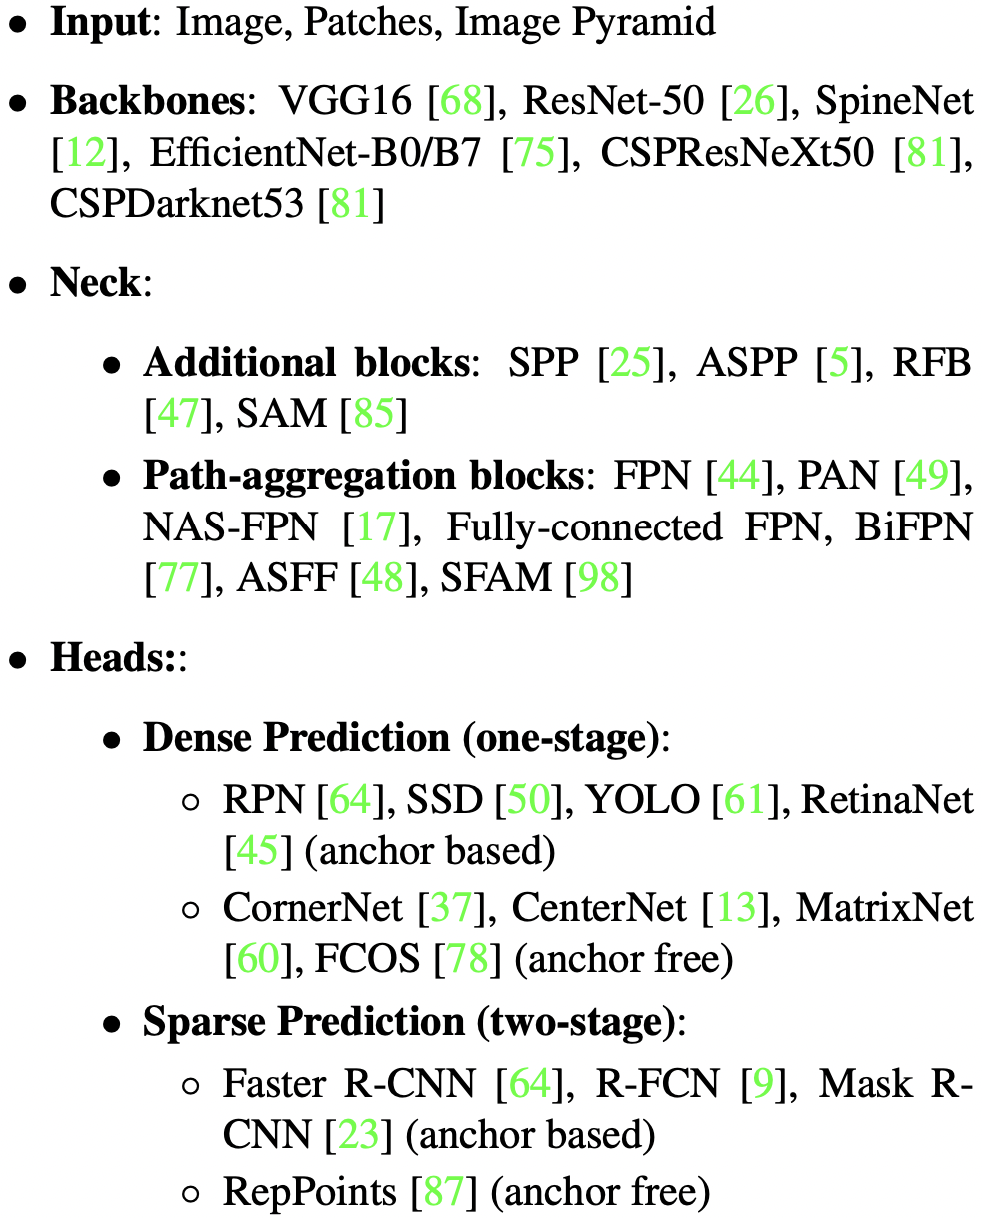 • Input: Image, Patches, Image Pyramid
• Backbones: VGG16 [68], ResNet-50 [26], SpineNet
[12], EfficientNet-B0/B7 [75], CSPResNeXt50 [81],
CSPDarknet53 [81]
• Neck:
• Additional blocks: SPP [25], ASPP [5], RFB
[47], SAM [85]
• Path-aggregation blocks: FPN [44], PAN [49],
NAS-FPN [17], Fully-connected FPN, BiFPN
[77], ASFF [48], SFAM [98]
• Heads::
• Dense Prediction (one-stage):
◦ RPN [64], SSD [50], YOLO [61], RetinaNet
[45] (anchor based)
◦ CornerNet [37], CenterNet [13], MatrixNet
[60], FCOS [78] (anchor free)
• Sparse Prediction (two-stage):
◦ Faster R-CNN [64], R-FCN [9], Mask R-
CNN [23] (anchor based)
◦ RepPoints [87] (anchor free)